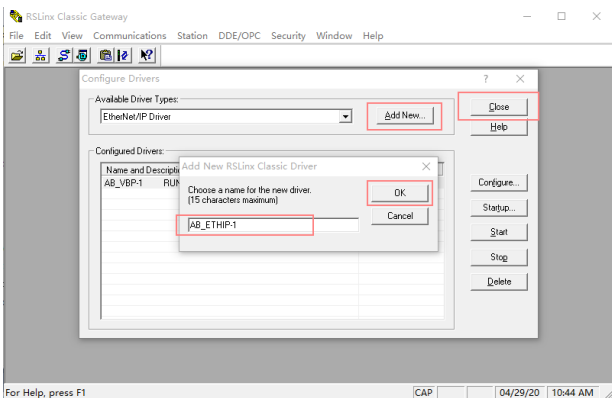 RSLinx Classic Gateway
File Edit View Communications Station DDE/OPC Security Window Help
Configure Drivers
Available Driver Types:
EtherNet/IP Driver
Add New...
Close
Help
Configured Drivers:
Name and Descripti
AB_VBP-1 RUN
Add New RSLinx Classic Driver
Choose a name for the new driver.
(15 characters maximum)
AB_ETHIP-1
OK
Cancel
Configure...
Startup...
Start
Stop
Delete
For Help, press F1
CAP
04/29/20
10:44 AM